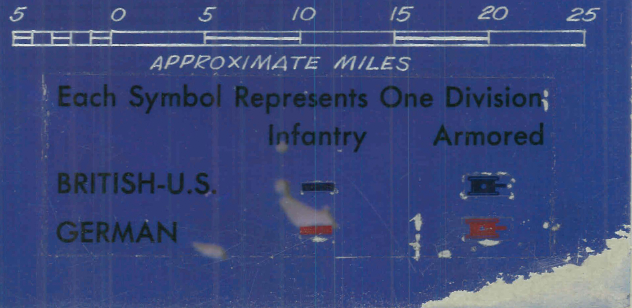 5 0 5 10 15 20 25
APPROXIMATE MILES
Each Symbol Represents One Division
Infantry Armored
BRITISH-U.S.
GERMAN